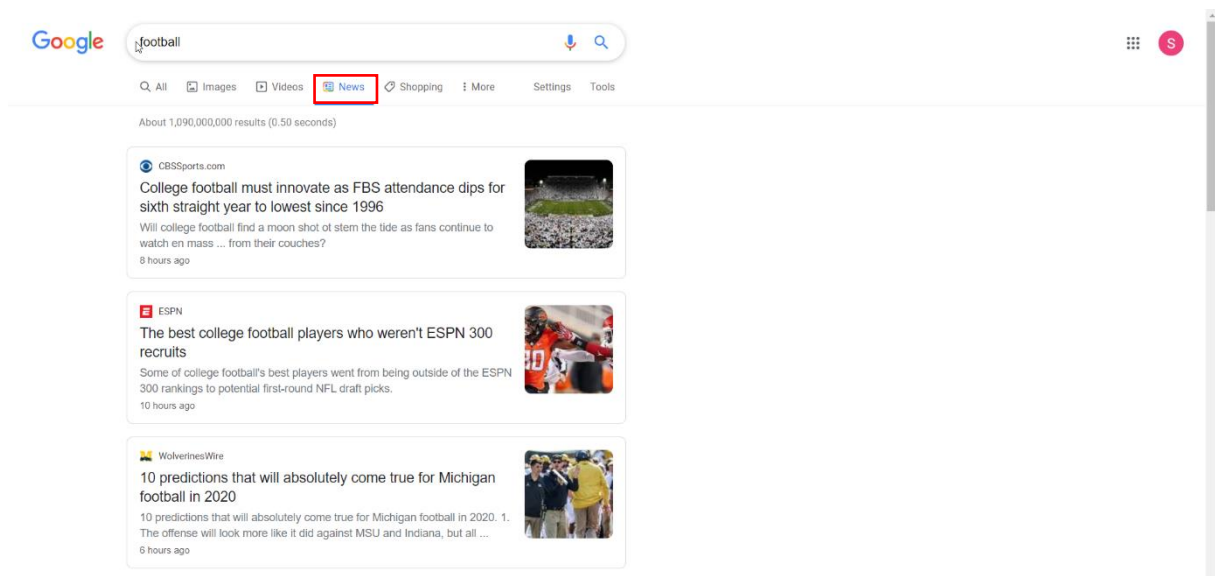 Google
football
S
All Images Videos News Shopping More Settings Tools
About 1,090,000,000 results (0.50 seconds)
CBSSports.com
College football must innovate as FBS attendance dips for
sixth straight year to lowest since 1996
Will college football find a moon shot ot stem the tide as fans continue to
watch en mass ... from their couches?
8 hours ago
ESPN
The best college football players who weren't ESPN 300
recruits
Some of college football's best players went from being outside of the ESPN
300 rankings to potential first-round NFL draft picks.
10 hours ago
WolverinesWire
10 predictions that will absolutely come true for Michigan
football in 2020
10 predictions that will absolutely come true for Michigan football in 2020. 1.
The offense will look more like it did against MSU and Indiana, but all ...
6 hours ago